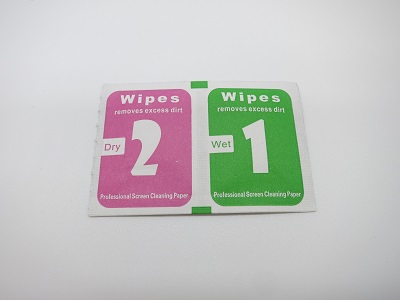 Wipes
removes excess dirt
Dry
2
Professional Screen Cleaning Paper
Wipes
removes excess dirt
Wet
1
Professional Screen Cleaning Paper